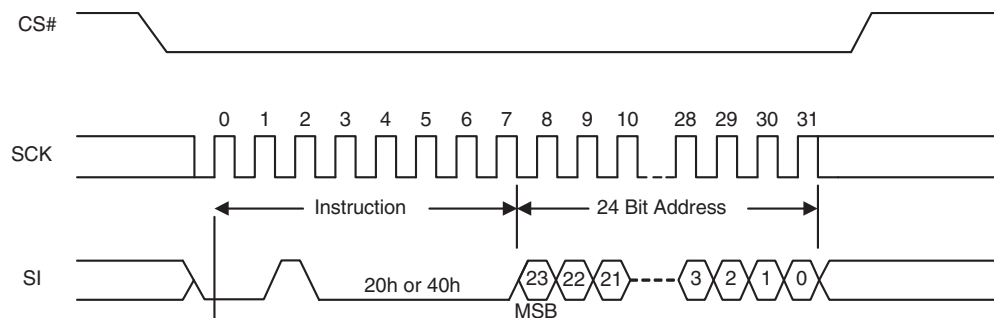 CS#
0 1 2 3 4 5 6 7 8 9 10 28 29 30 31
SCK
Instruction 24 Bit Address
SI 20h or 40h 23 22 21 3 2 1 0
MSB